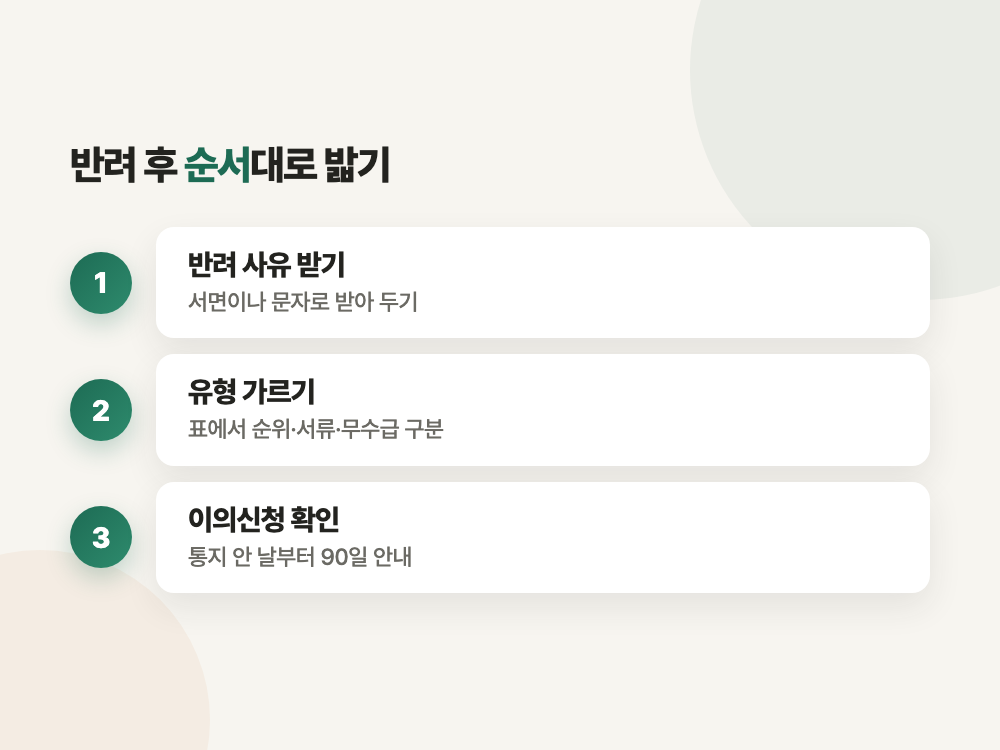 반려 후 순서대로 밟기
1
반려 사유 받기
서면이나 문자로 받아 두기
2
유형 가르기
표에서 순위·서류·무수급 구분
3
이의신청 확인
통지 안 날부터 90일 안내